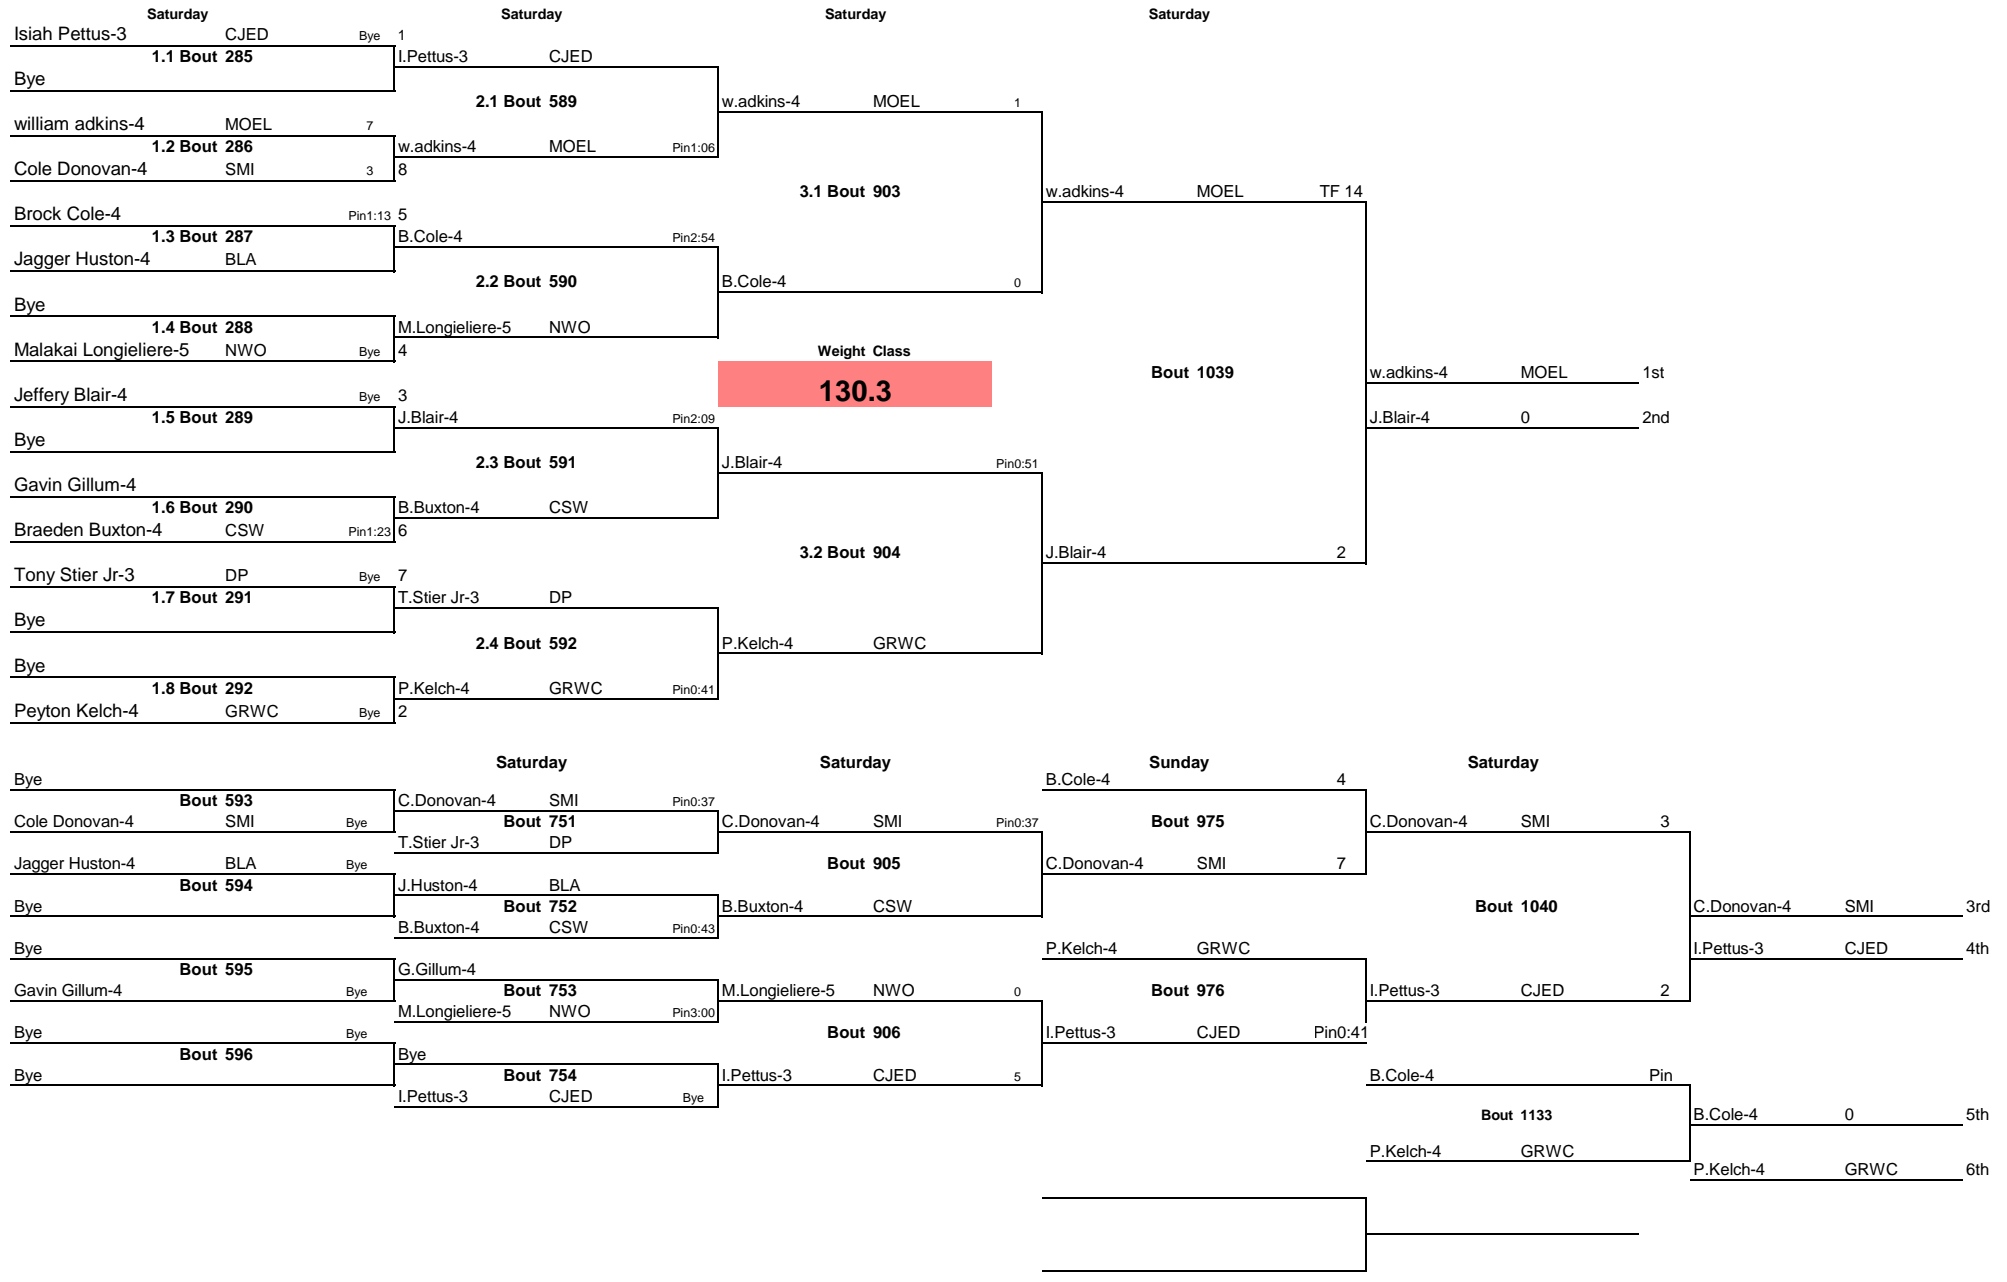 Saturday Saturday Saturday Saturday
Isiah Pettus-3 CJED Bye 1
1.1 Bout 285 I.Pettus-3 CJED
Bye
2.1 Bout 589 w.adkins-4 MOEL 1
william adkins-4 MOEL 7
1.2 Bout 286 w.adkins-4 MOEL Pin1:06
Cole Donovan-4 SMI 3 8
3.1 Bout 903 w.adkins-4 MOEL TF 14
Brock Cole-4 Pin1:13 5
1.3 Bout 287 B.Cole-4 Pin2:54
Jagger Huston-4 BLA
2.2 Bout 590 B.Cole-4 0
Bye
1.4 Bout 288 M.Longieliere-5 NWO
Malakai Longieliere-5 NWO Bye 4 Weight Class
Bout 1039 w.adkins-4 MOEL 1st
Jeffery Blair-4 Bye 3 130.3
1.5 Bout 289 J.Blair-4 Pin2:09 J.Blair-4 0 2nd
Bye
2.3 Bout 591 J.Blair-4 Pin0:51
Gavin Gillum-4
1.6 Bout 290 B.Buxton-4 CSW
Braeden Buxton-4 CSW Pin1:23 6
3.2 Bout 904 J.Blair-4 2
Tony Stier Jr-3 DP Bye 7
1.7 Bout 291 T.Stier Jr-3 DP
Bye
2.4 Bout 592 P.Kelch-4 GRWC
Bye
1.8 Bout 292 P.Kelch-4 GRWC Pin0:41
Peyton Kelch-4 GRWC Bye 2
Saturday Saturday Sunday Saturday
Bye B.Cole-4 4
Bout 593 C.Donovan-4 SMI Pin0:37
Cole Donovan-4 SMI Bye Bout 751 C.Donovan-4 SMI Pin0:37 Bout 975 C.Donovan-4 SMI 3
T.Stier Jr-3 DP
Jagger Huston-4 BLA Bye Bout 905 C.Donovan-4 SMI 7
Bout 594 J.Huston-4 BLA
Bye Bout 752 B.Buxton-4 CSW Bout 1040 C.Donovan-4 SMI 3rd
B.Buxton-4 CSW Pin0:43
Bye P.Kelch-4 GRWC I.Pettus-3 CJED 4th
Bout 595 G.Gillum-4
Gavin Gillum-4 Bye Bout 753 M.Longieliere-5 NWO 0 Bout 976 I.Pettus-3 CJED 2
M.Longieliere-5 NWO Pin3:00
Bye Bye Bout 906 I.Pettus-3 CJED Pin0:41
Bout 596 Bye
Bye Bout 754 I.Pettus-3 CJED 5 B.Cole-4 Pin
I.Pettus-3 CJED Bye
Bout 1133 B.Cole-4 0 5th
P.Kelch-4 GRWC
P.Kelch-4 GRWC 6th